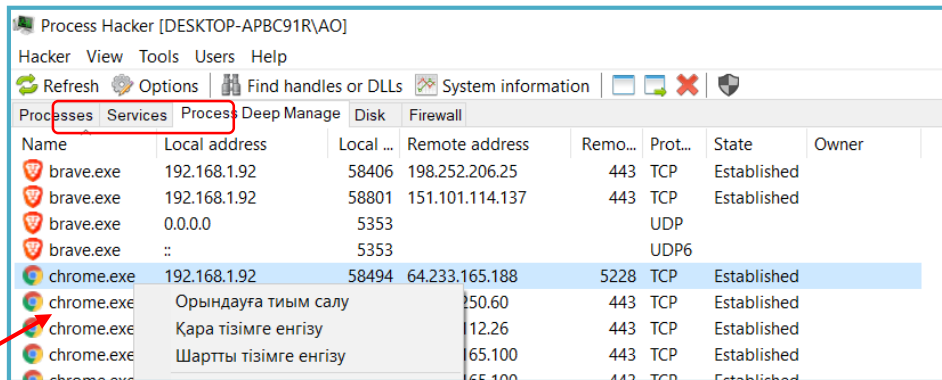 Process Hacker [DESKTOP-APBC91R\AO]
Hacker View Tools Users Help
Refresh Options Find handles or DLLs System information
Processes Services Process Deep Manage Disk Firewall
Name Local address Local ... Remote address Remo... Prot... State Owner
brave.exe 192.168.1.92 58406 198.252.206.25 443 TCP Established
brave.exe 192.168.1.92 58801 151.101.114.137 443 TCP Established
brave.exe 0.0.0.0 5353 UDP
brave.exe :: 5353 UDP6
chrome.exe 192.168.1.92 58494 64.233.165.188 5228 TCP Established
chrome.exe Орындауға тиым салу 250.60 443 TCP Established
chrome.exe Қара тізімге енгізу 112.26 443 TCP Established
chrome.exe Шартты тізімге енгізу 165.100 443 TCP Established